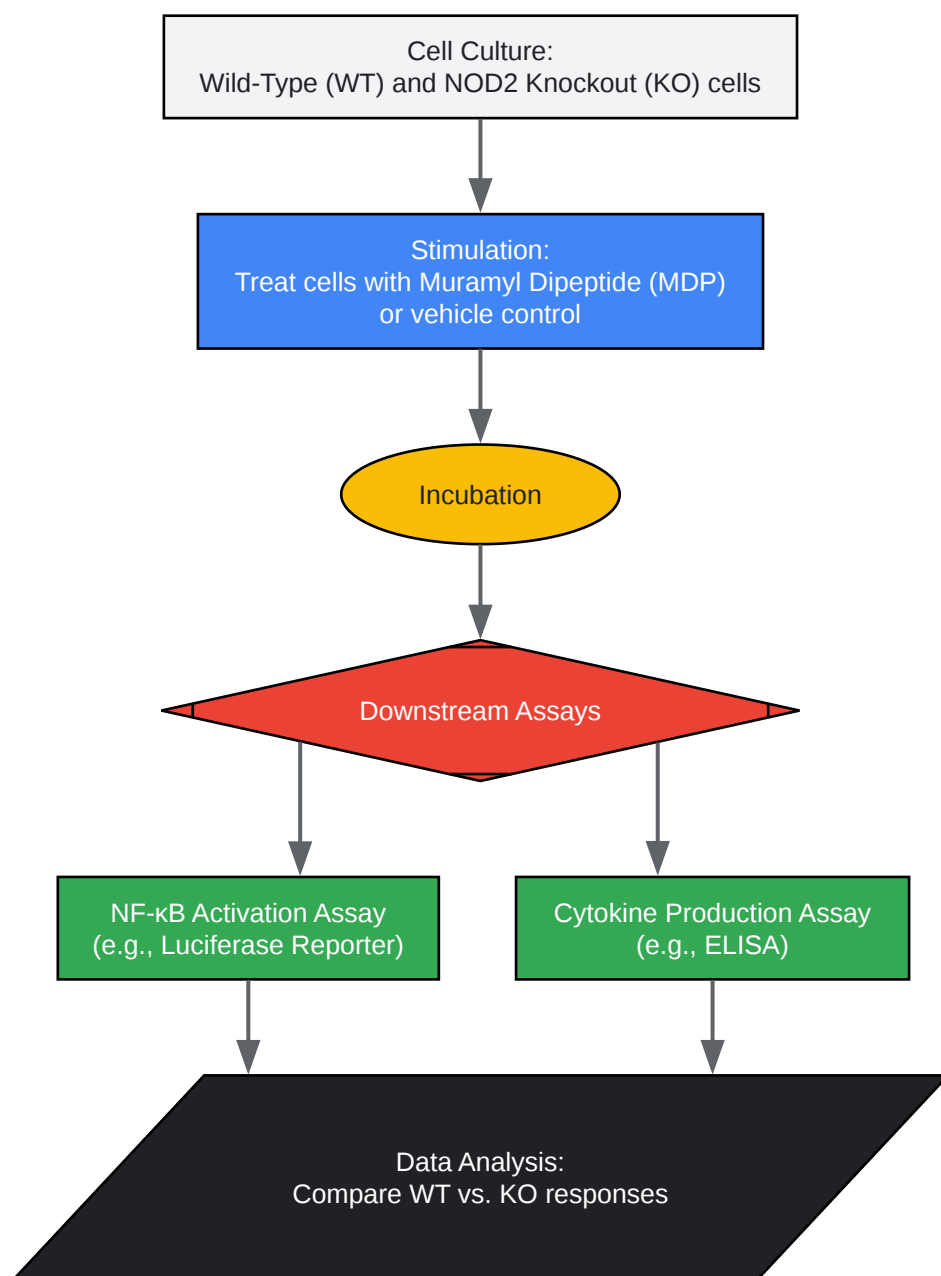 Cell Culture:
Wild-Type (WT) and NOD2 Knockout (KO) cells
Stimulation:
Treat cells with Muramyl Dipeptide (MDP)
or vehicle control
Incubation
Downstream Assays
NF-κB Activation Assay
(e.g., Luciferase Reporter)
Cytokine Production Assay
(e.g., ELISA)
Data Analysis:
Compare WT vs. KO responses